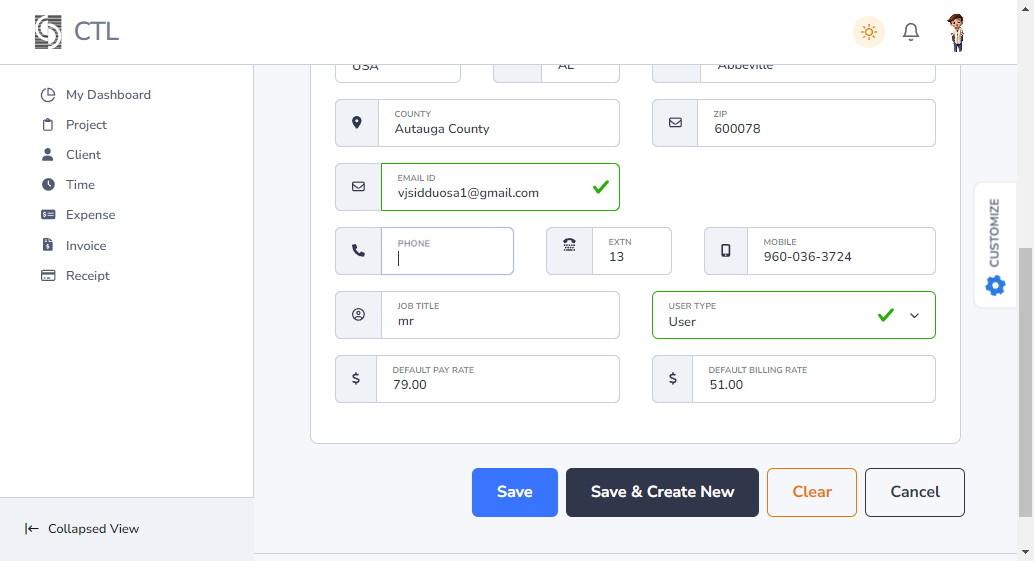 CTL
My Dashboard
Project
Client
Time
Expense
Invoice
Receipt
Collapsed View
USA
AL
Abbeville
COUNTY
Autauga County
ZIP
600078
EMAIL ID
vjsidduosa1@gmail.com
PHONE
EXTN
13
MOBILE
960-036-3724
JOB TITLE
mr
USER TYPE
User
DEFAULT PAY RATE
$ 79.00
DEFAULT BILLING RATE
$ 51.00
Save
Save & Create New
Clear
Cancel
CUSTOMIZE